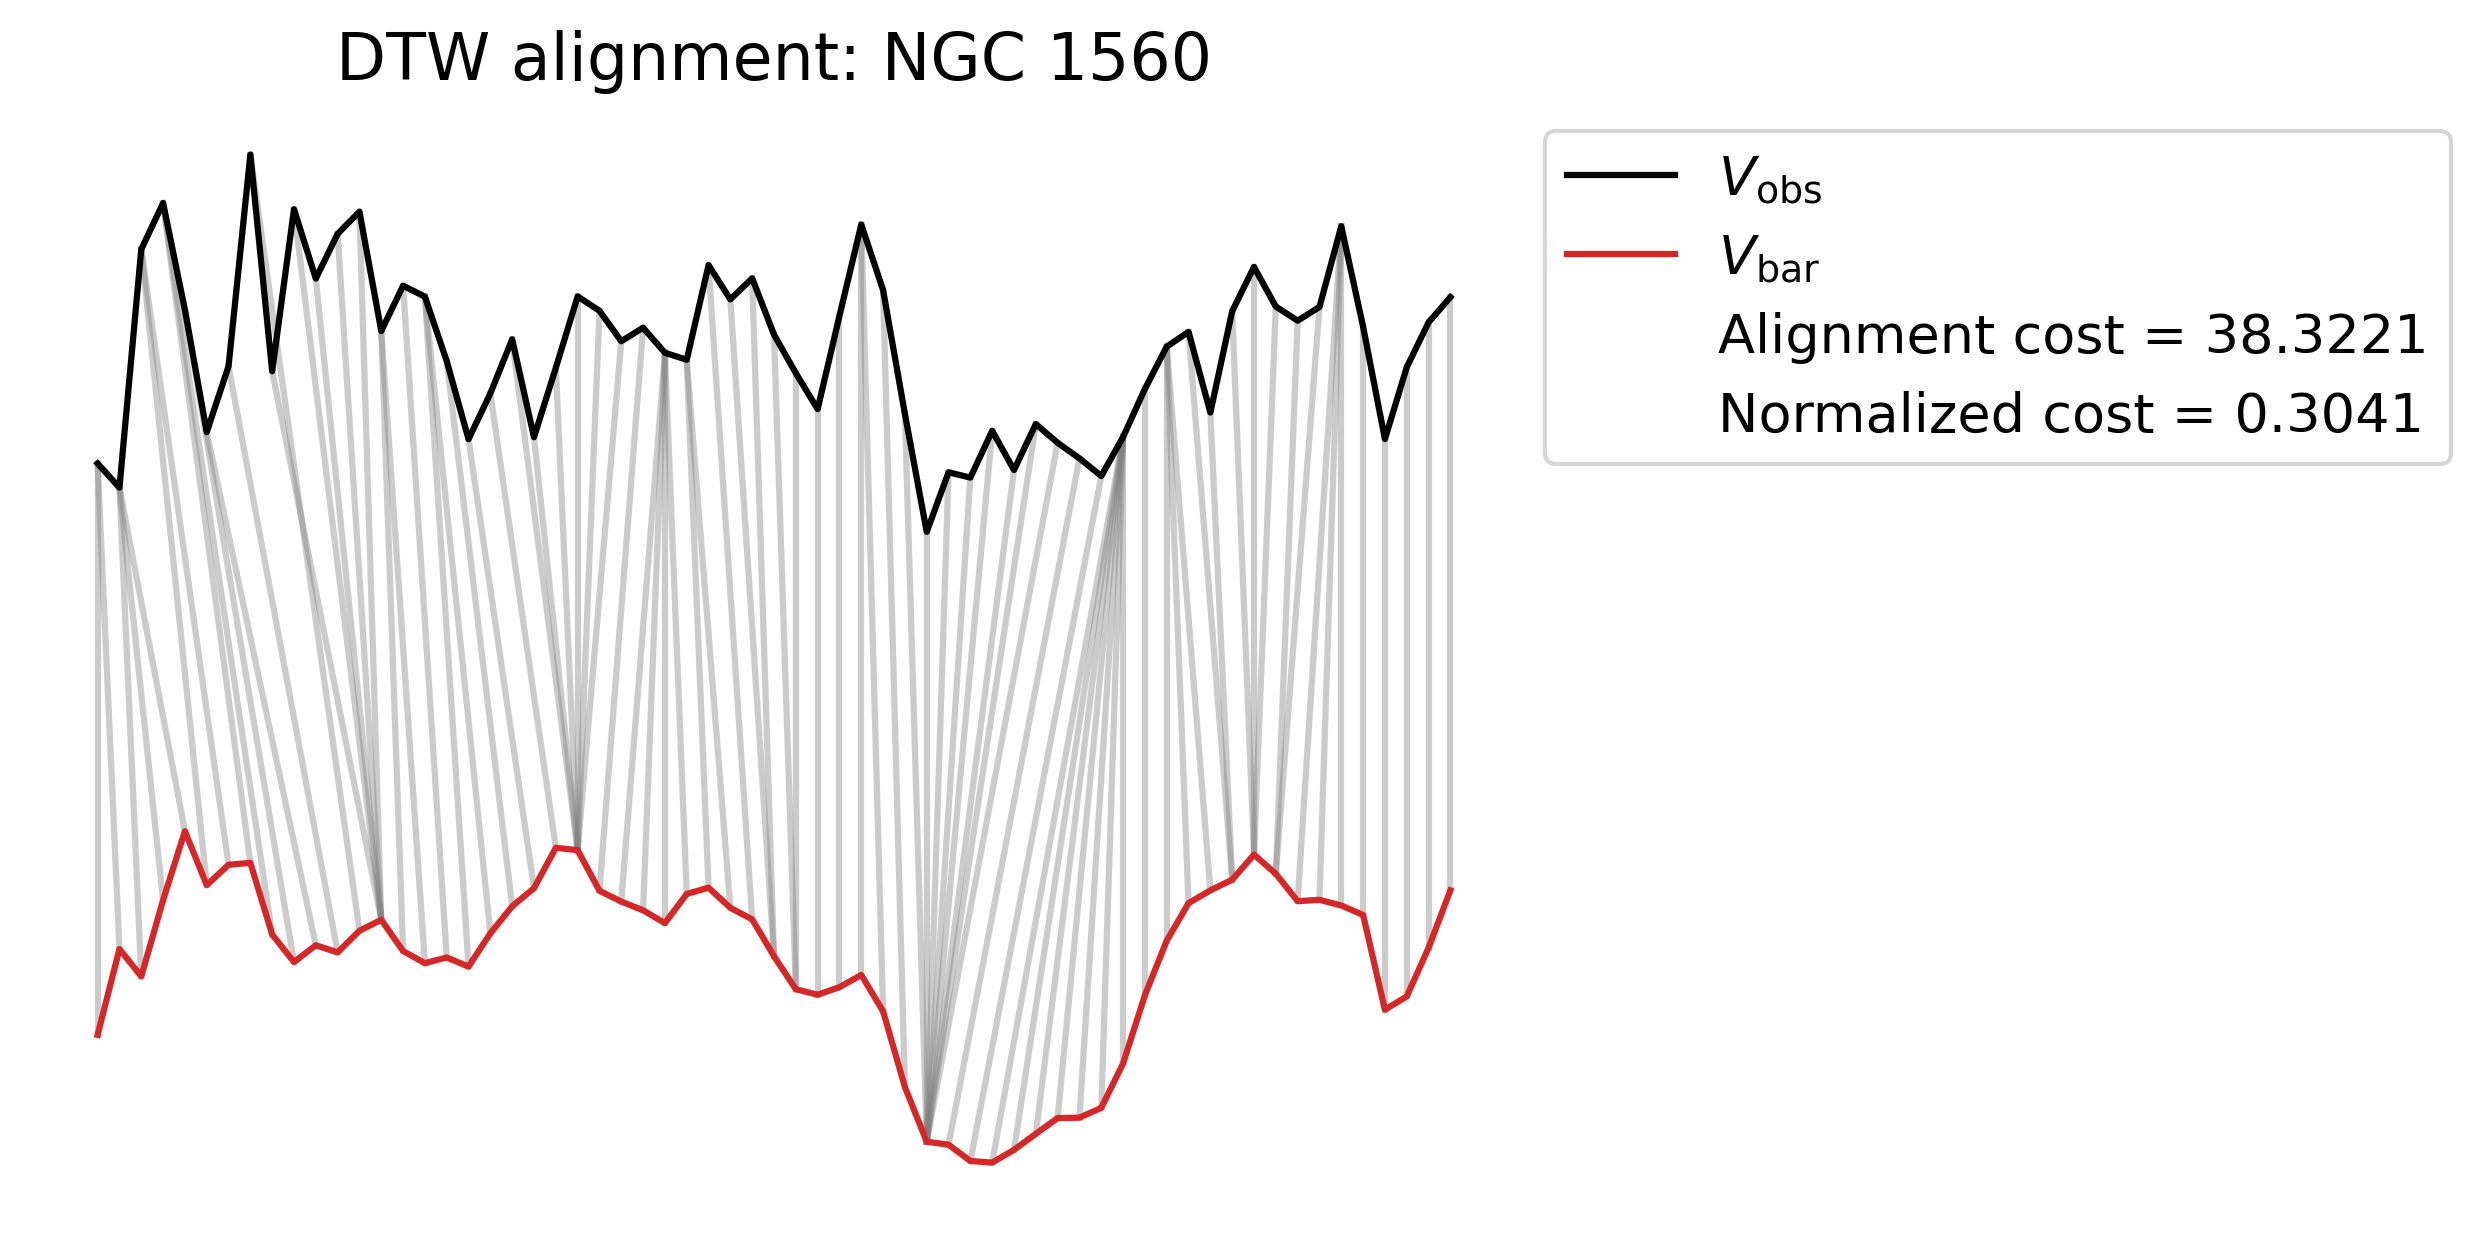 DTW alignment: NGC 1560
V_obs
V_bar
Alignment cost = 38.3221
Normalized cost = 0.3041